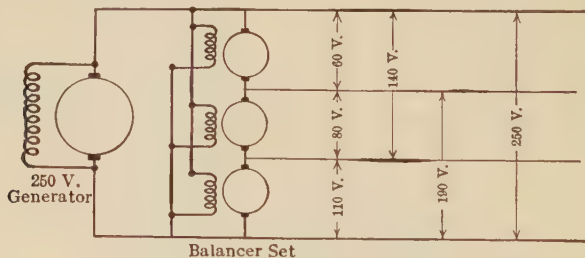 60 V.
80 V.
110 V.
140 V.
190 V.
250 V.
250 V.
Generator
Balancer Set